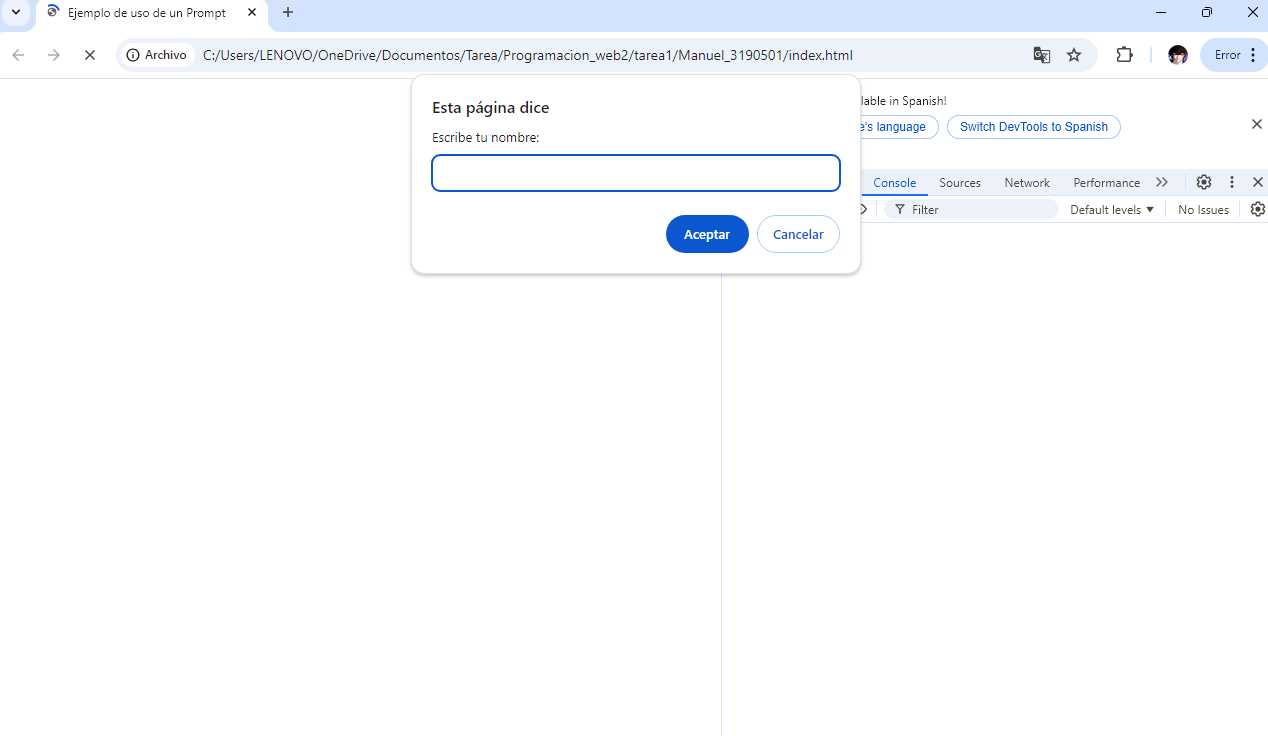 Ejemplo de uso de un Prompt
Archivo
C:/Users/LENOVO/OneDrive/Documentos/Tarea/Programacion_web2/tarea1/Manuel_3190501/index.html
Error
Esta página dice
Escribe tu nombre:
Aceptar
Cancelar
in Spanish!
language
Switch DevTools to Spanish
Console
Sources
Network
Performance
Filter
Default levels
No Issues